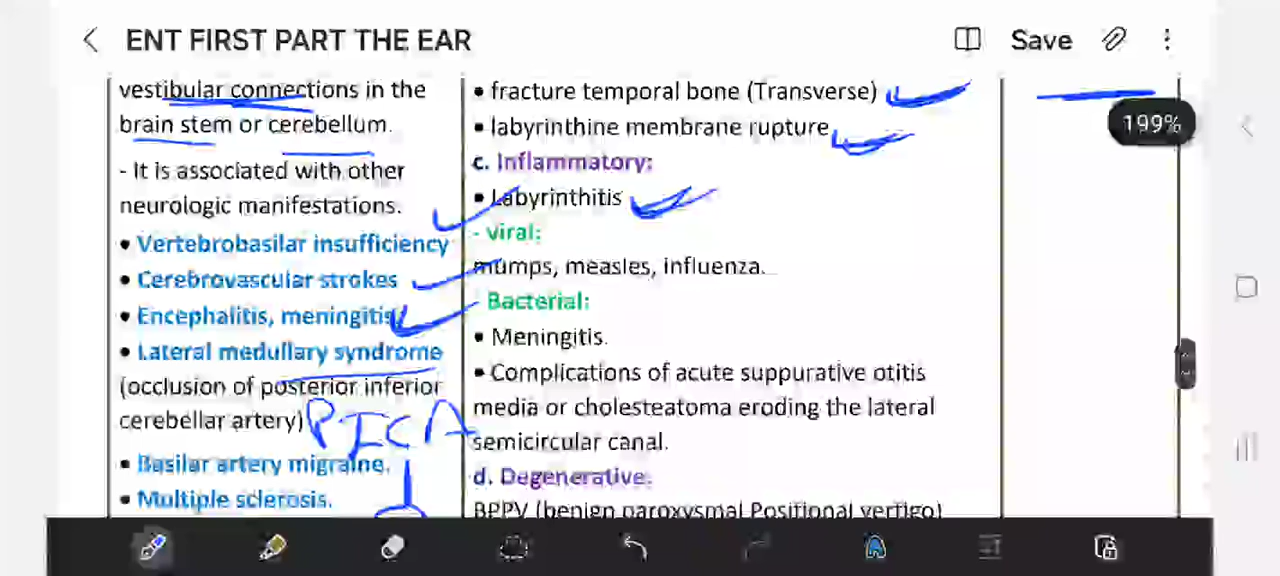 ENT FIRST PART THE EAR
Save
199%
vestibular connections in the
brain stem or cerebellum.
- It is associated with other
neurologic manifestations.
• Vertebrobasilar insufficiency
• Cerebrovascular strokes
• Encephalitis, meningitis
• Lateral medullary syndrome
(occlusion of posterior inferior
cerebellar artery)
PICA
• Basilar artery migraine.
• Multiple sclerosis.
• fracture temporal bone (Transverse)
• labyrinthine membrane rupture
c. Inflammatory:
• Labyrinthitis
- viral:
mumps, measles, influenza.
Bacterial:
• Meningitis.
• Complications of acute suppurative otitis
media or cholesteatoma eroding the lateral
semicircular canal.
d. Degenerative:
BPPV (benign paroxysmal Positional vertigo)